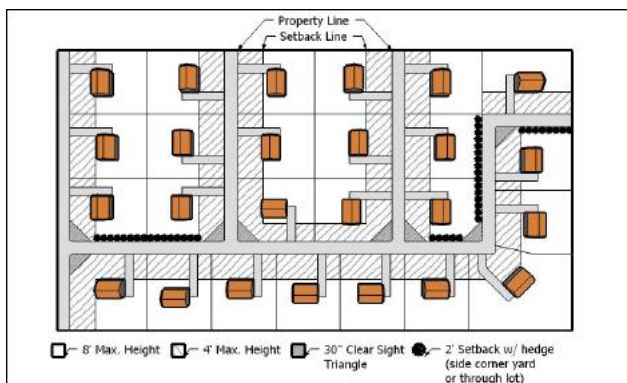 Property Line
Setback Line
8' Max. Height
4' Max. Height
30" Clear Sight
Triangle
2' Setback w/ hedge
(side corner yard
or through lot)